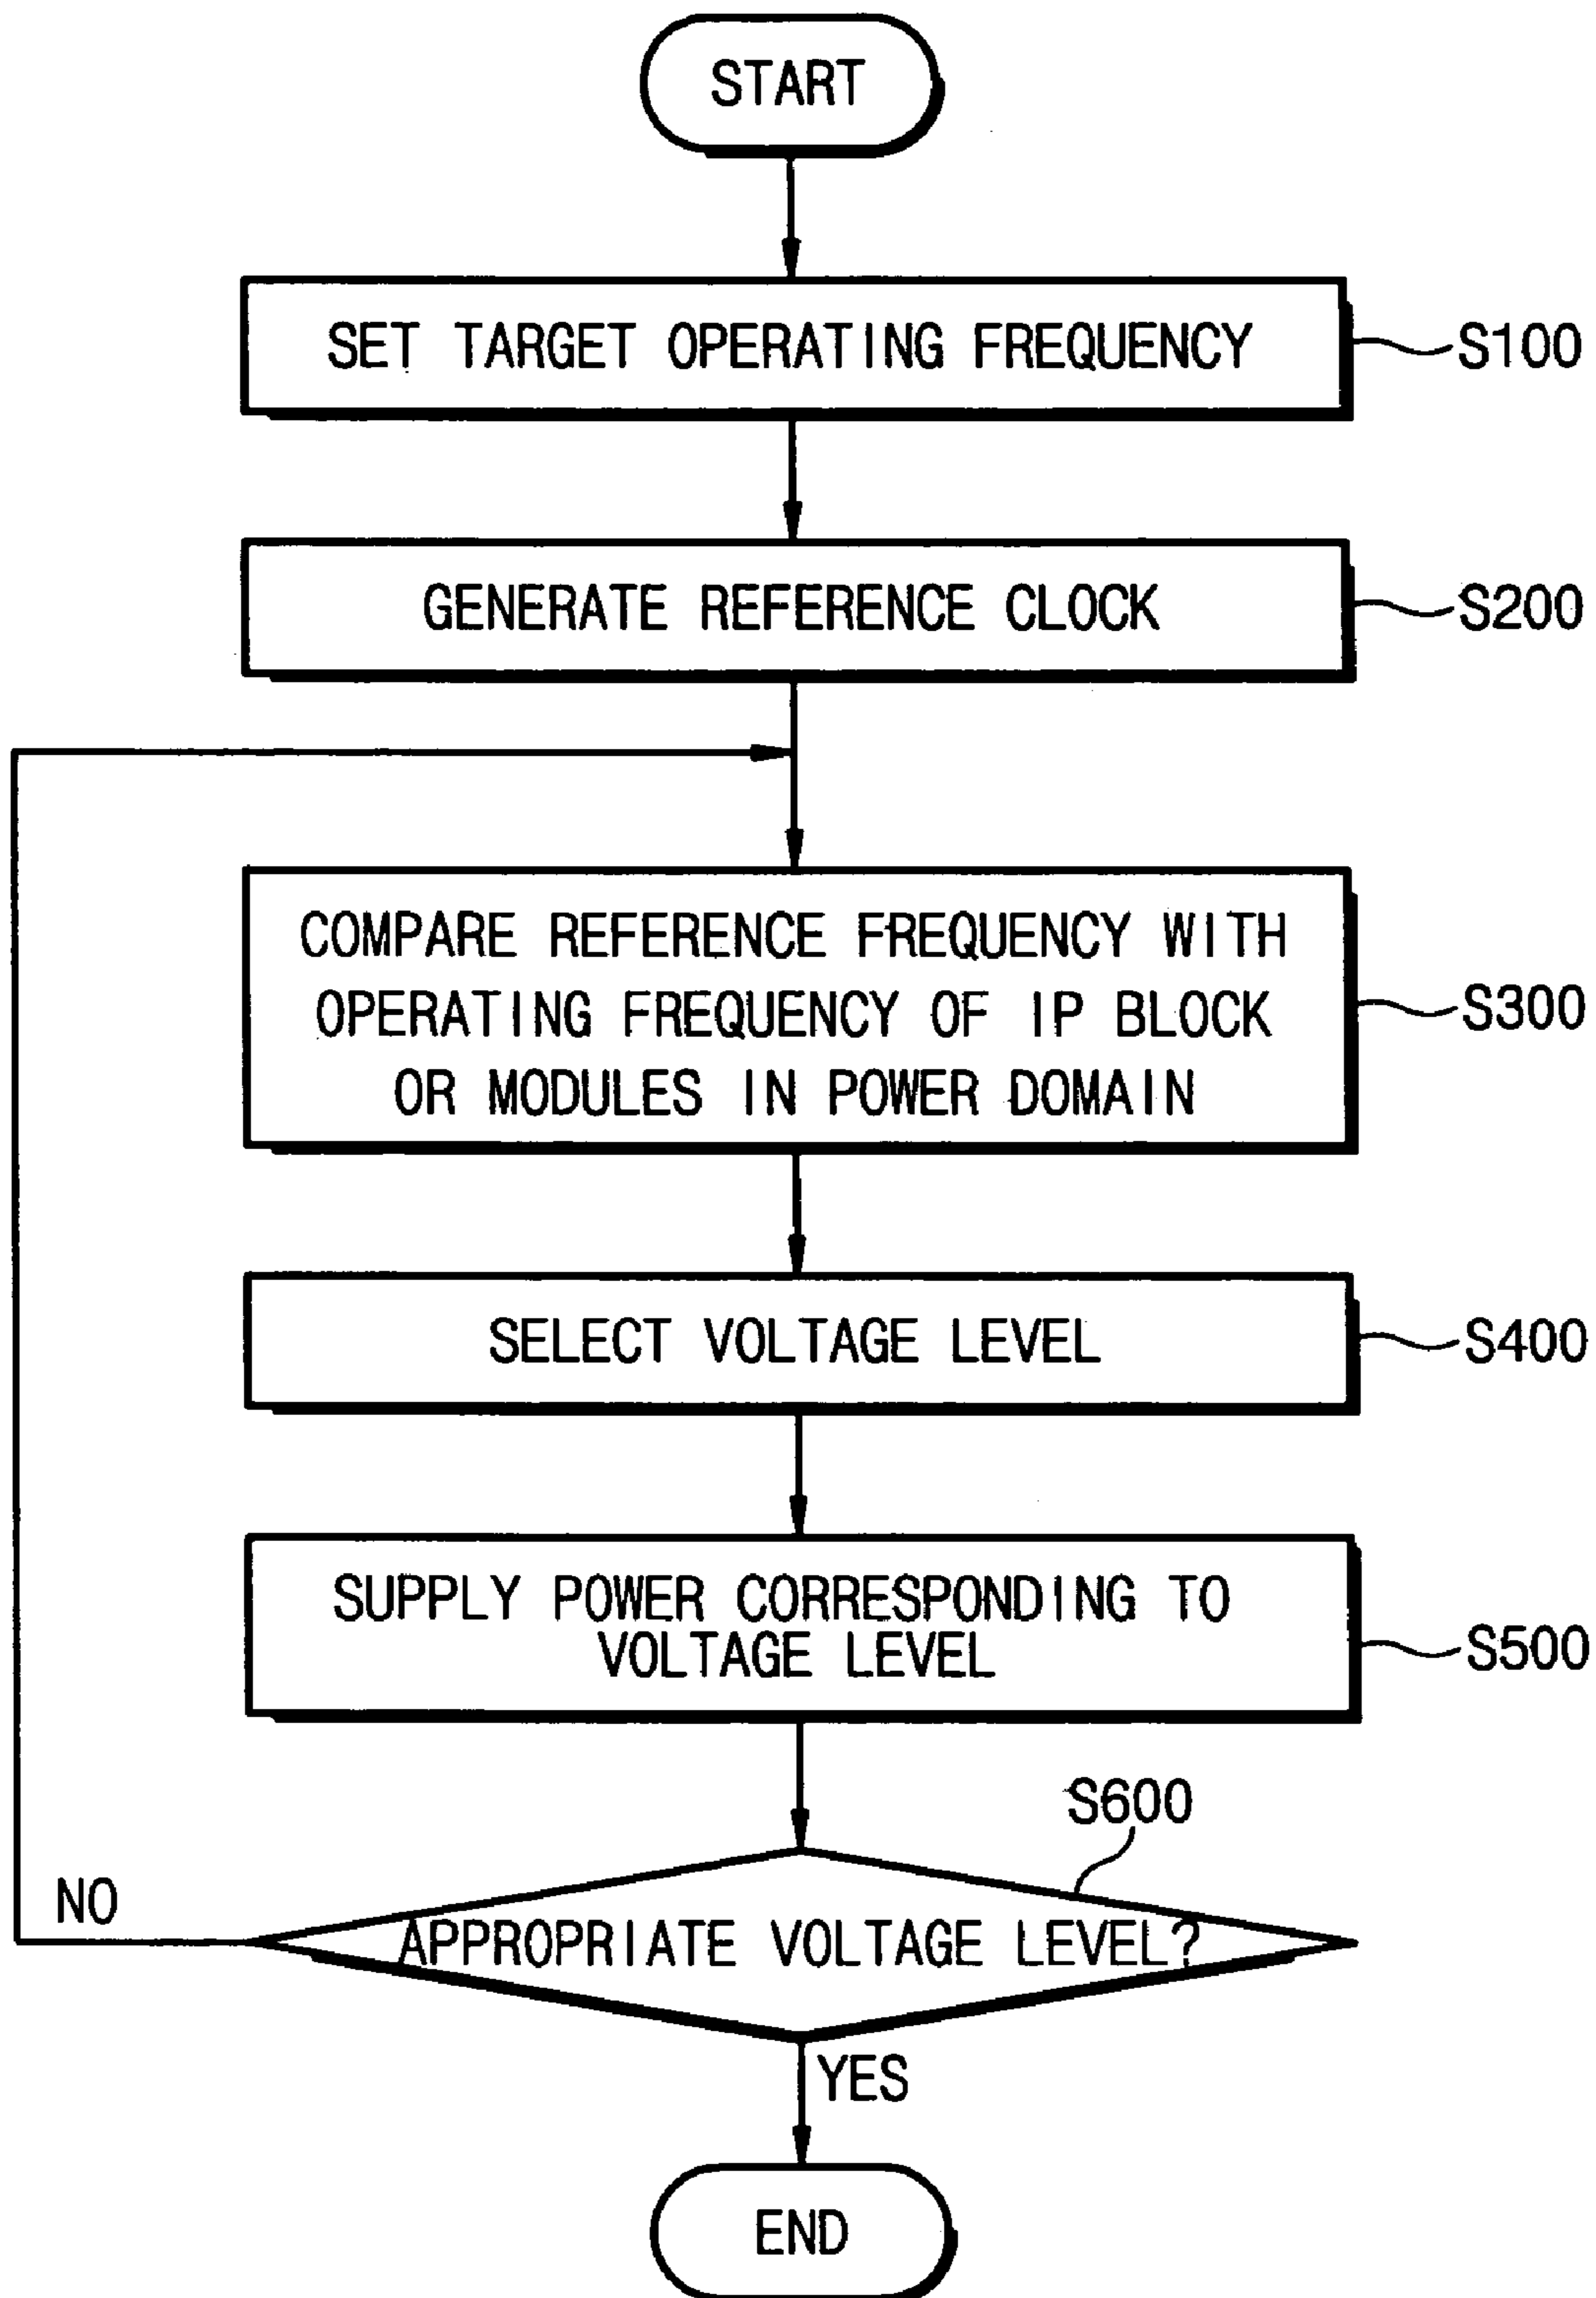 START
SET TARGET OPERATING FREQUENCY
S100
GENERATE REFERENCE CLOCK
S200
COMPARE REFERENCE FREQUENCY WITH
OPERATING FREQUENCY OF IP BLOCK
OR MODULES IN POWER DOMAIN
S300
SELECT VOLTAGE LEVEL
S400
SUPPLY POWER CORRESPONDING TO
VOLTAGE LEVEL
S500
S600
NO
APPROPRIATE VOLTAGE LEVEL?
YES
END